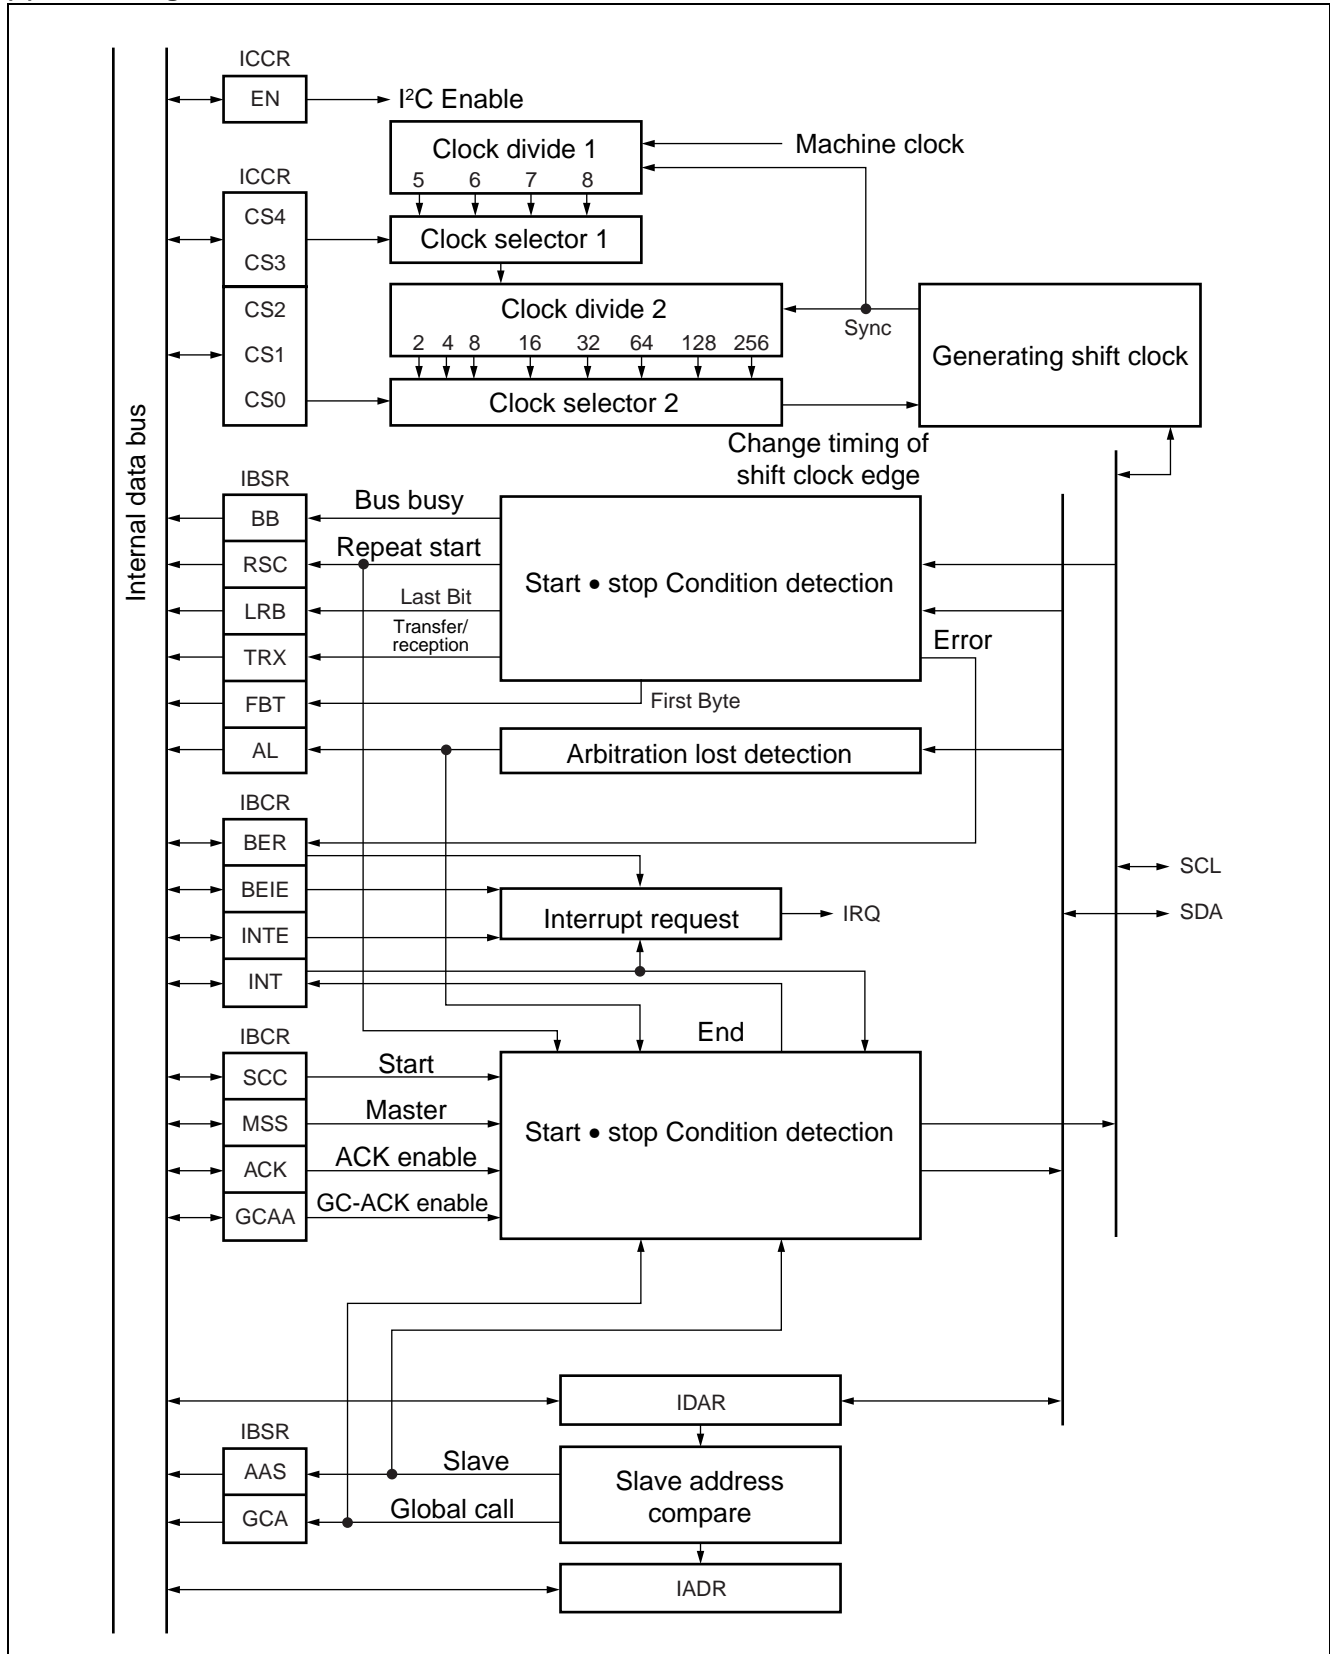 ICCR
EN
I²C Enable
Clock divide 1
Machine clock
5 6 7 8
ICCR
CS4
CS3
Clock selector 1
CS2
CS1
CS0
Clock divide 2
2 4 8 16 32 64 128 256
Sync
Generating shift clock
Clock selector 2
Change timing of
shift clock edge
Internal data bus
IBSR
BB
Bus busy
RSC
Repeat start
Start • stop Condition detection
LRB
Last Bit
TRX
Transfer/
reception
Error
FBT
First Byte
AL
Arbitration lost detection
IBCR
BER
BEIE
INTE
INT
Interrupt request
IRQ
SCL
SDA
End
IBCR
SCC
Start
MSS
Master
Start • stop Condition detection
ACK
ACK enable
GCAA
GC-ACK enable
IDAR
IBSR
AAS
Slave
GCA
Global call
Slave address
compare
IADR